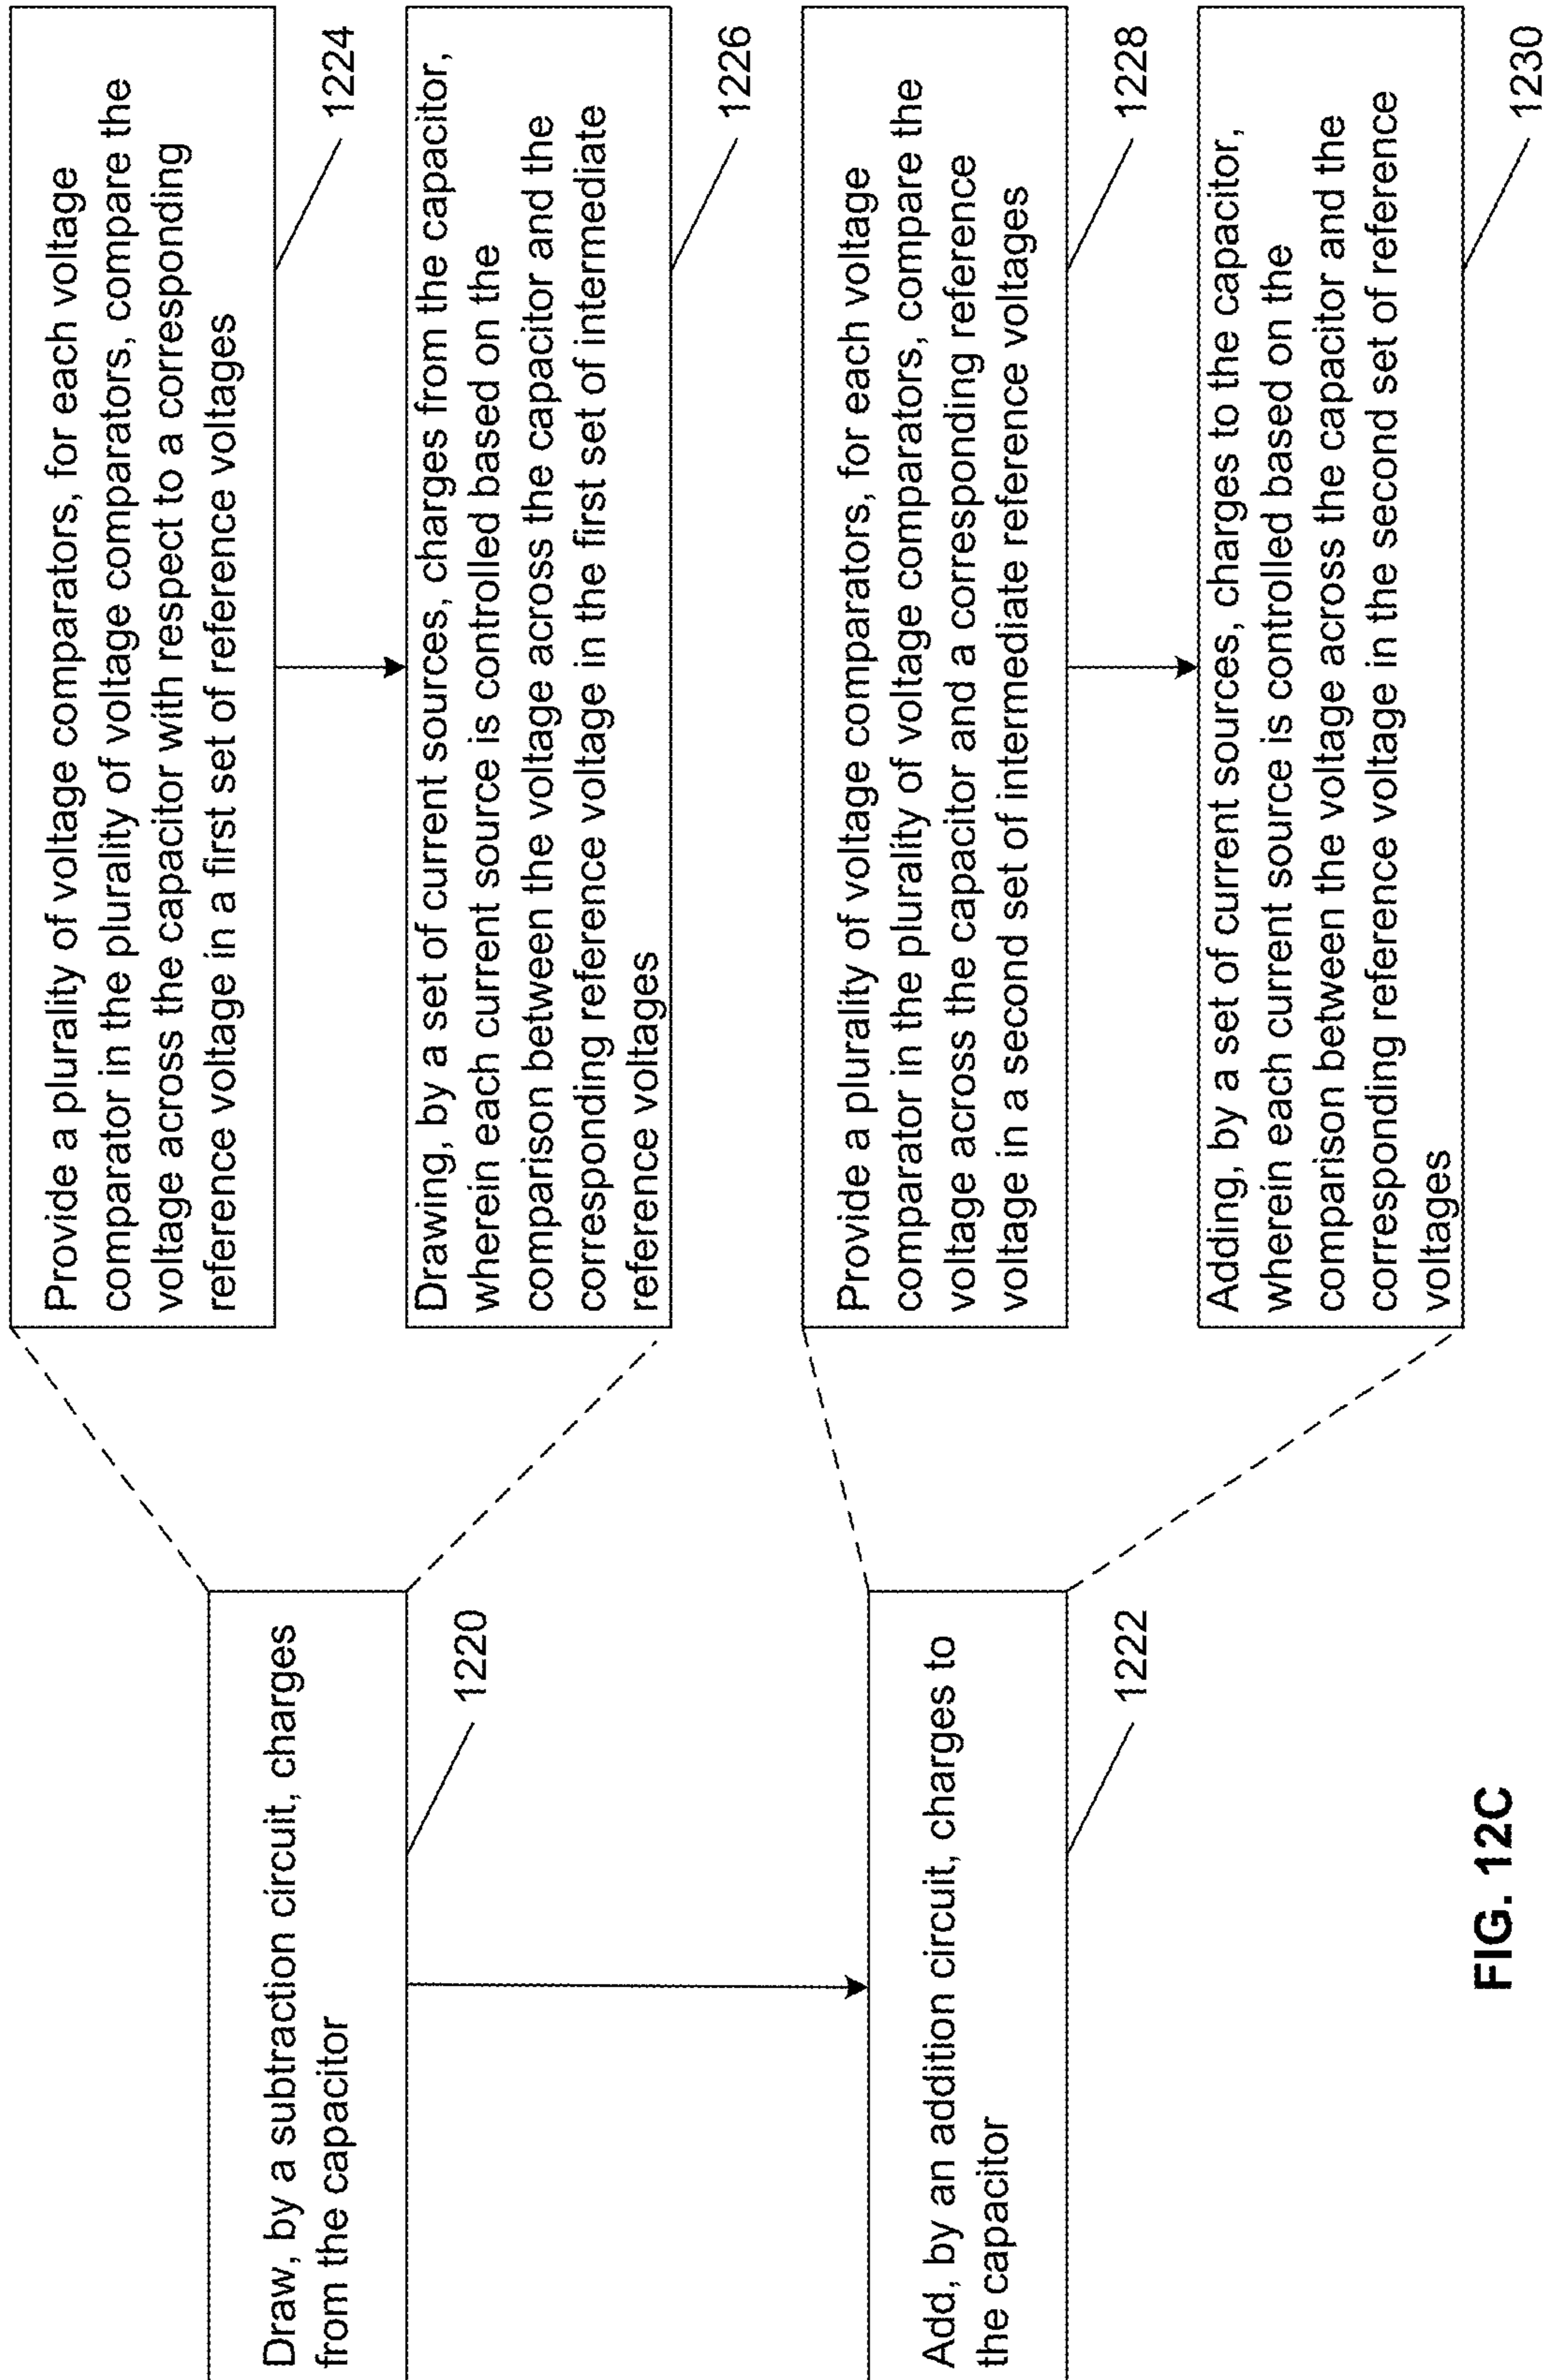 Draw, by a subtraction circuit, charges
from the capacitor
1220
Add, by an addition circuit, charges to
the capacitor
1222
Provide a plurality of voltage comparators, for each voltage
comparator in the plurality of voltage comparators, compare the
voltage across the capacitor with respect to a corresponding
reference voltage in a first set of reference voltages
1224
Drawing, by a set of current sources, charges from the capacitor,
wherein each current source is controlled based on the
comparison between the voltage across the capacitor and the
corresponding reference voltage in the first set of intermediate
reference voltages
1226
Provide a plurality of voltage comparators, for each voltage
comparator in the plurality of voltage comparators, compare the
voltage across the capacitor and a corresponding reference
voltage in a second set of intermediate reference voltages
1228
Adding, by a set of current sources, charges to the capacitor,
wherein each current source is controlled based on the
comparison between the voltage across the capacitor and the
corresponding reference voltage in the second set of reference
voltages
1230
FIG. 12C